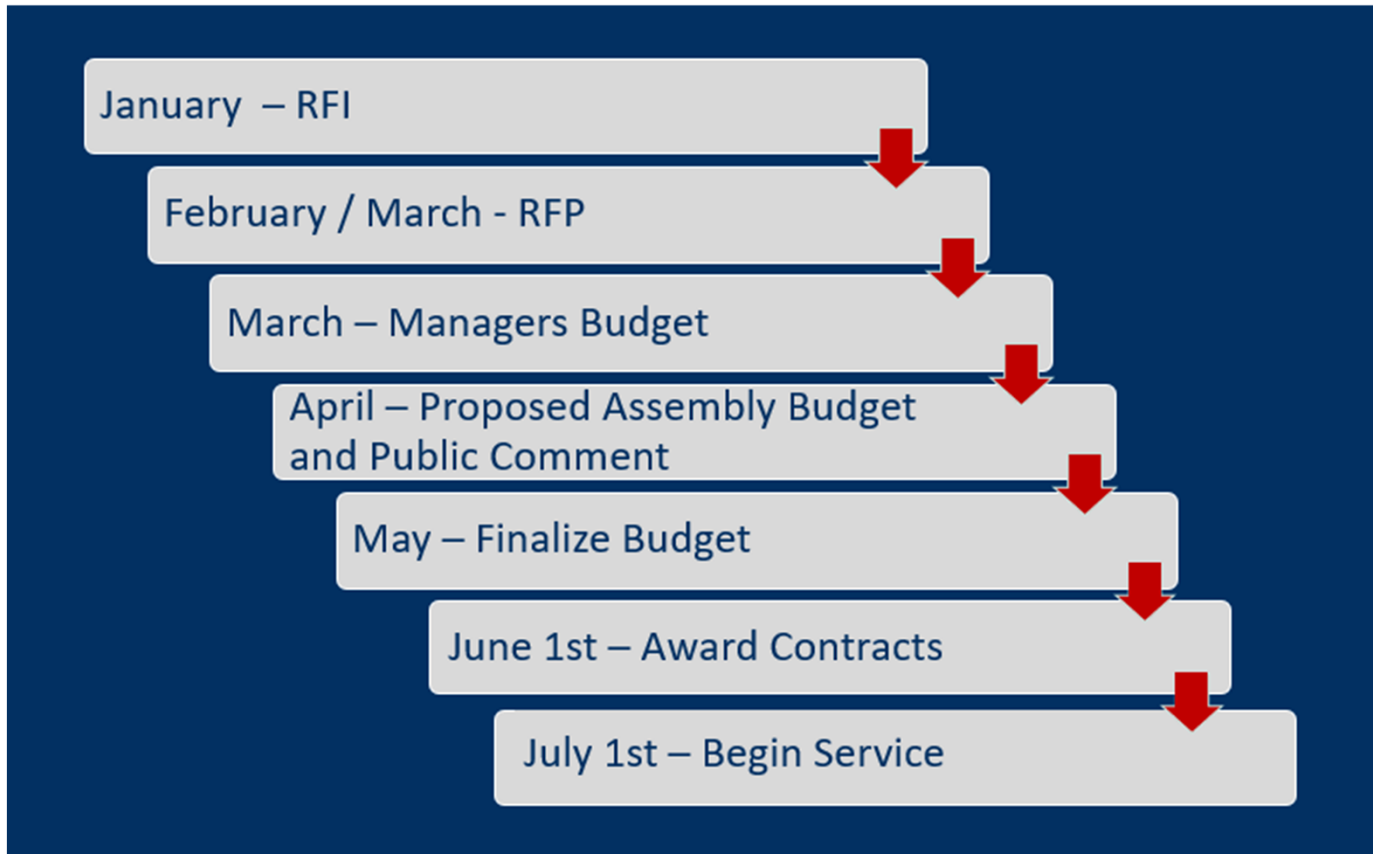 January – RFI
February / March - RFP
March – Managers Budget
April – Proposed Assembly Budget
and Public Comment
May – Finalize Budget
June 1st – Award Contracts
July 1st – Begin Service